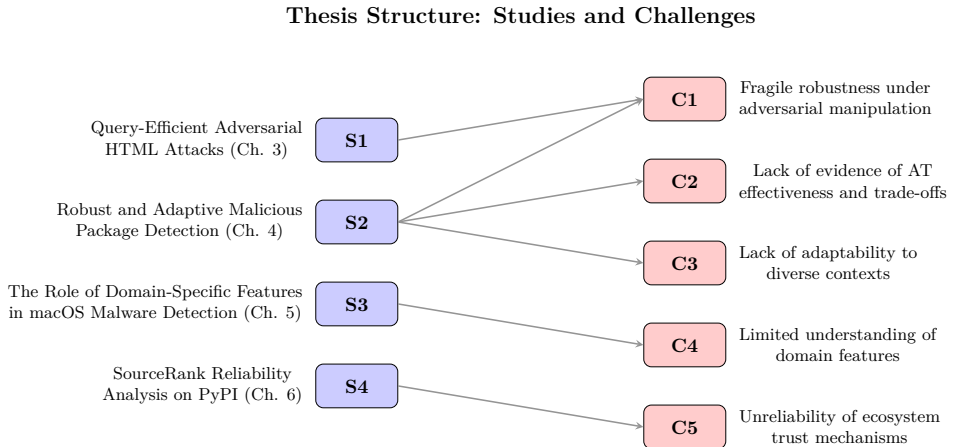 Thesis Structure: Studies and Challenges
Query-Efficient Adversarial
HTML Attacks (Ch. 3)
S1
Robust and Adaptive Malicious
Package Detection (Ch. 4)
S2
The Role of Domain-Specific Features
in macOS Malware Detection (Ch. 5)
S3
SourceRank Reliability
Analysis on PyPI (Ch. 6)
S4
C1
Fragile robustness under
adversarial manipulation
C2
Lack of evidence of AT
effectiveness and trade-offs
C3
Lack of adaptability to
diverse contexts
C4
Limited understanding of
domain features
C5
Unreliability of ecosystem
trust mechanisms